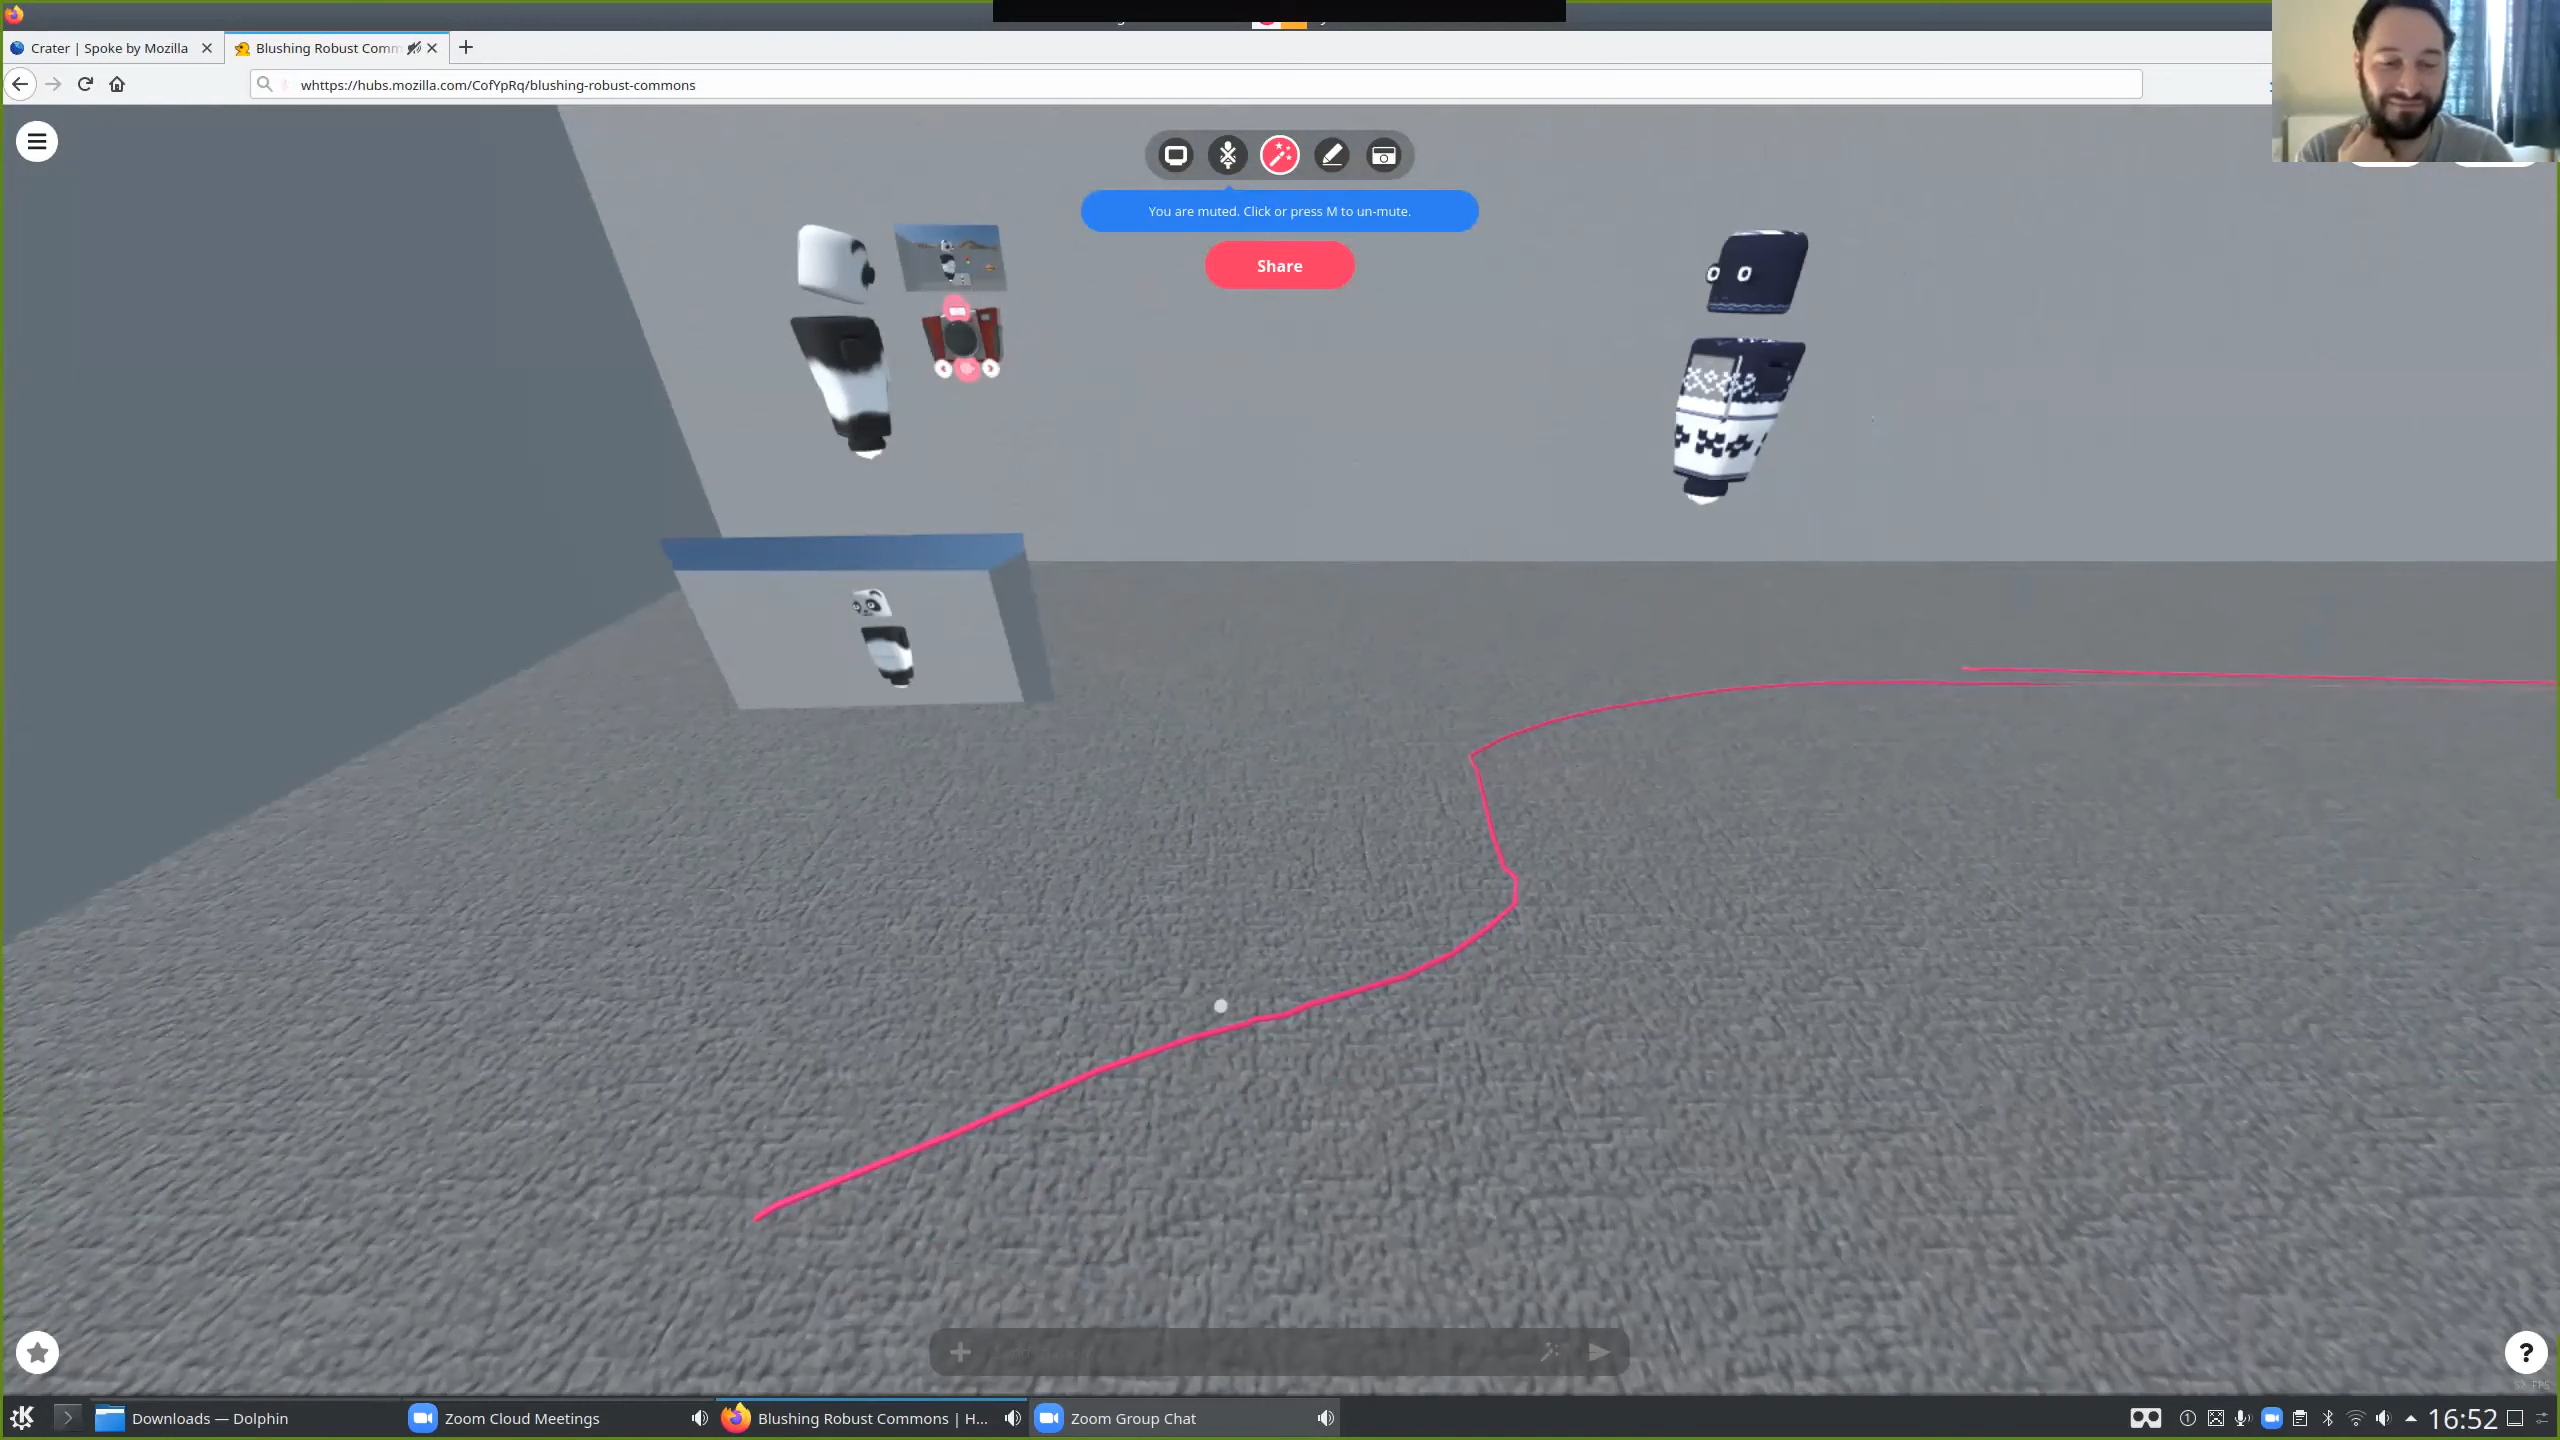 Crater | Spoke by Mozilla
Blushing Robust Comm
whttps://hubs.mozilla.com/CofYpRq/blushing-robust-commons
You are muted. Click or press M to un-mute.
Share
?
Downloads — Dolphin
Zoom Cloud Meetings
Blushing Robust Commons | H...
Zoom Group Chat
16:52